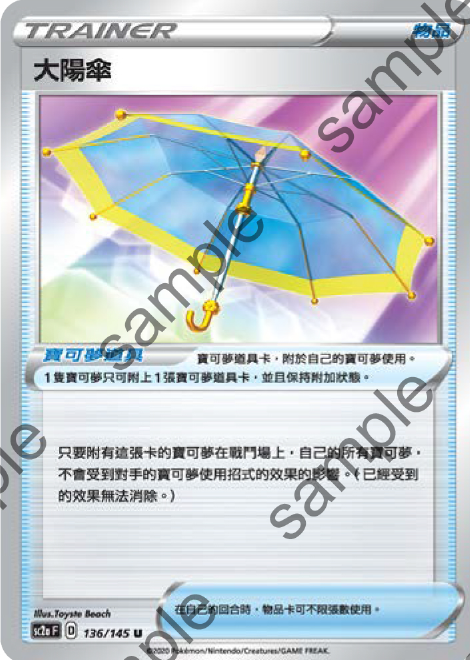 TRAINER 物品
大陽傘
寶可夢道具 寶可夢道具卡,附於自己的寶可夢使用。
1隻寶可夢只可附上1張寶可夢道具卡,並且保持附加狀態。
只要附有這張卡的寶可夢在戰鬥場上,自己的所有寶可夢,
不會受到對手的寶可夢使用招式的效果的影響。(已經受到
的效果無法消除。)
Illus.Toyste Beach
在自己的回合時,物品卡可不限張數使用。
sc2a F D 136/145 U
©2020 Pokémon/Nintendo/Creatures/GAME FREAK.
sample
sample
sample
sample